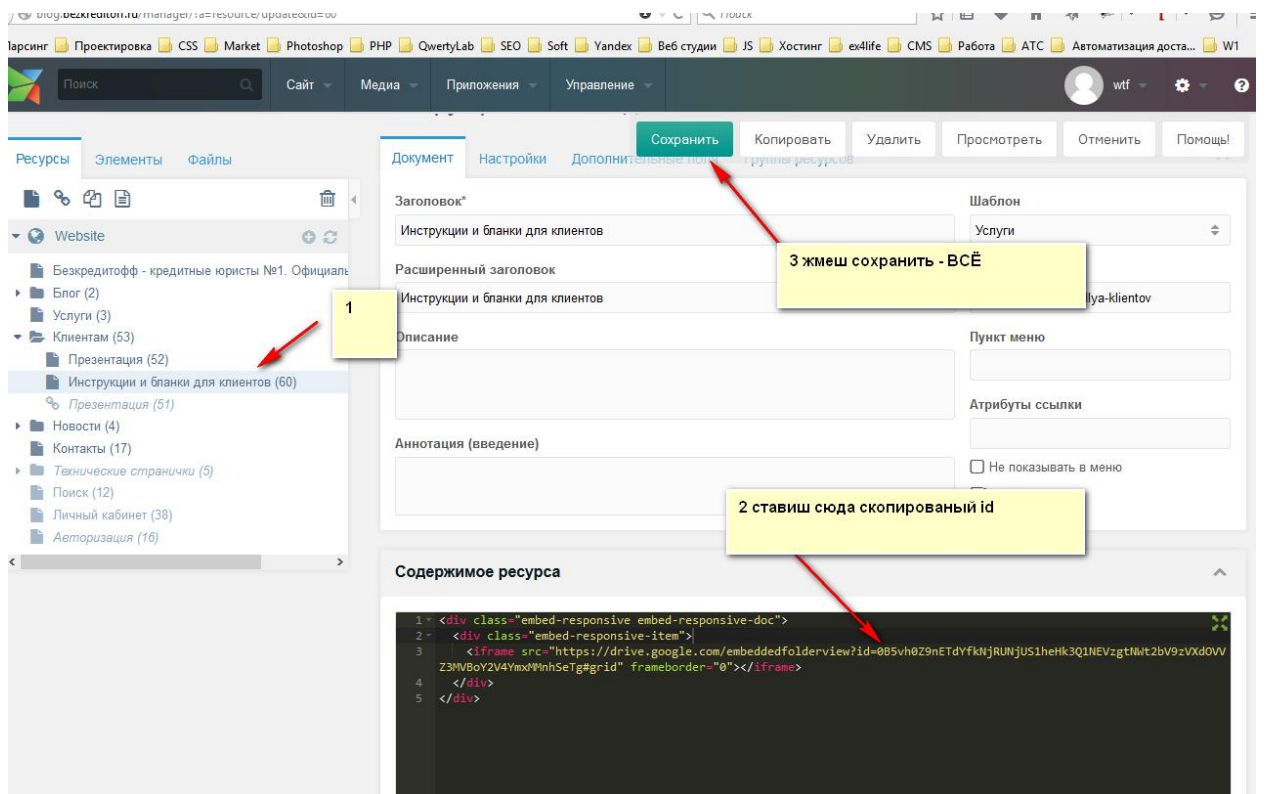 blog.bezkreditoff.ru/manager/?a=resource/update&id=60
Поиск
Парсинг Проектировка CSS Market Photoshop PHP QwertyLab SEO Soft Yandex Веб студии JS Хостинг ex4life CMS Работа АТС Автоматизация доста... W1
Поиск Сайт Медиа Приложения Управление wtf
Сохранить Копировать Удалить Просмотреть Отменить Помощь!
Ресурсы Элементы Файлы
Документ Настройки Дополнительные поля Группы ресурсов
Website
Безкредитофф - кредитные юристы №1. Официаль
Блог (2)
Услуги (3)
Клиентам (53)
Презентация (52)
Инструкции и бланки для клиентов (60)
Презентация (51)
Новости (4)
Контакты (17)
Технические странички (5)
Поиск (12)
Личный кабинет (38)
Авторизация (16)
1
Заголовок*
Инструкции и бланки для клиентов
Шаблон
Услуги
3 жмеш сохранить - ВСЁ
Расширенный заголовок
Инструкции и бланки для клиентов
lya-klientov
Описание
Пункт меню
Атрибуты ссылки
Аннотация (введение)
Не показывать в меню
2 ставиш сюда скопированый id
Содержимое ресурса
1 <div class="embed-responsive embed-responsive-doc">
2 <div class="embed-responsive-item">
3 <iframe src="https://drive.google.com/embeddedfolderview?id=0B5vh0Z9nETdYfkNjRUNjUS1heHk3Q1NEVzgtNWt2bV9zVXdOVV
Z3MVBoY2V4YmxMMnhSeTg#grid" frameborder="0"></iframe>
4 </div>
5 </div>